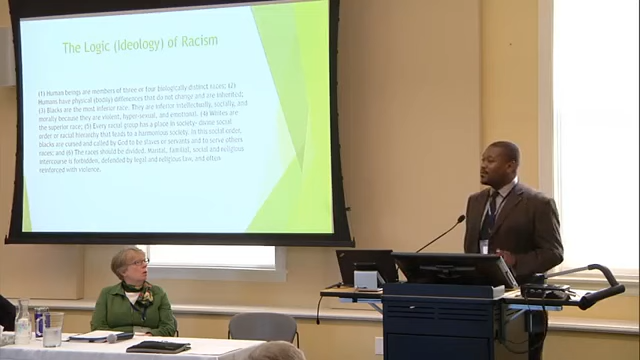 The Logic (Ideology) of Racism
(1) Human beings are members of three or four biologically distinct races; (2)
Humans have physical (bodily) differences that do not change and are inherited;
(3) Blacks are the most inferior race. They are inferior intellectually, socially, and
morally because they are violent, hyper-sexual, and emotional. (4) Whites are
the superior race; (5) Every racial group has a place in society- divine social
order or racial hierarchy that leads to a harmonous society. In this social order,
blacks are cursed and called by God to be slaves or servants and to serve others
races; and (6) The races should be divided. Marital, familial, social and religious
intercourse is forbidden, defended by legal and religious law, and often
reinforced with violence.